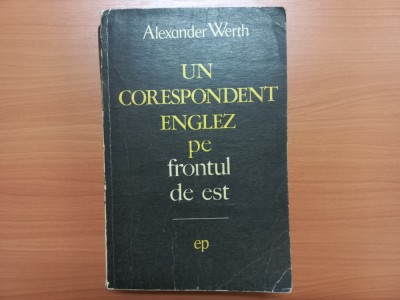 Alexander Werth
UN
CORESPONDENT
ENGLEZ
pe
frontul
de est
ep